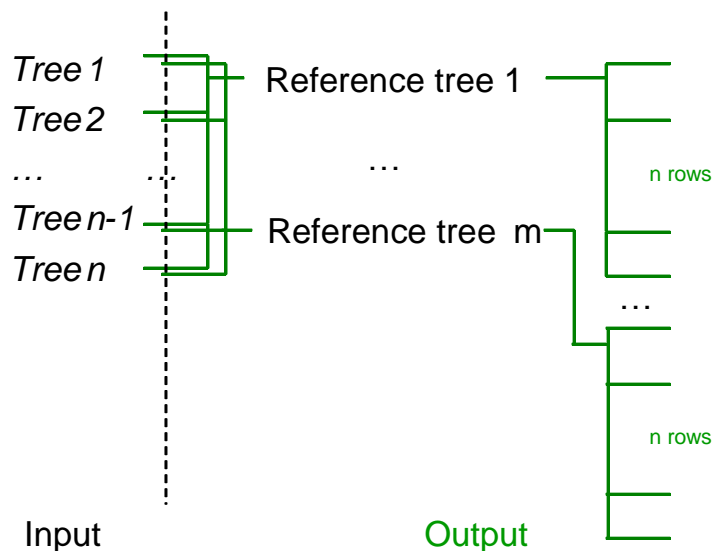 Tree 1
Reference tree 1
Tree 2
...
...
...
n rows
Tree n-1
Reference tree m
Tree n
...
n rows
Input
Output